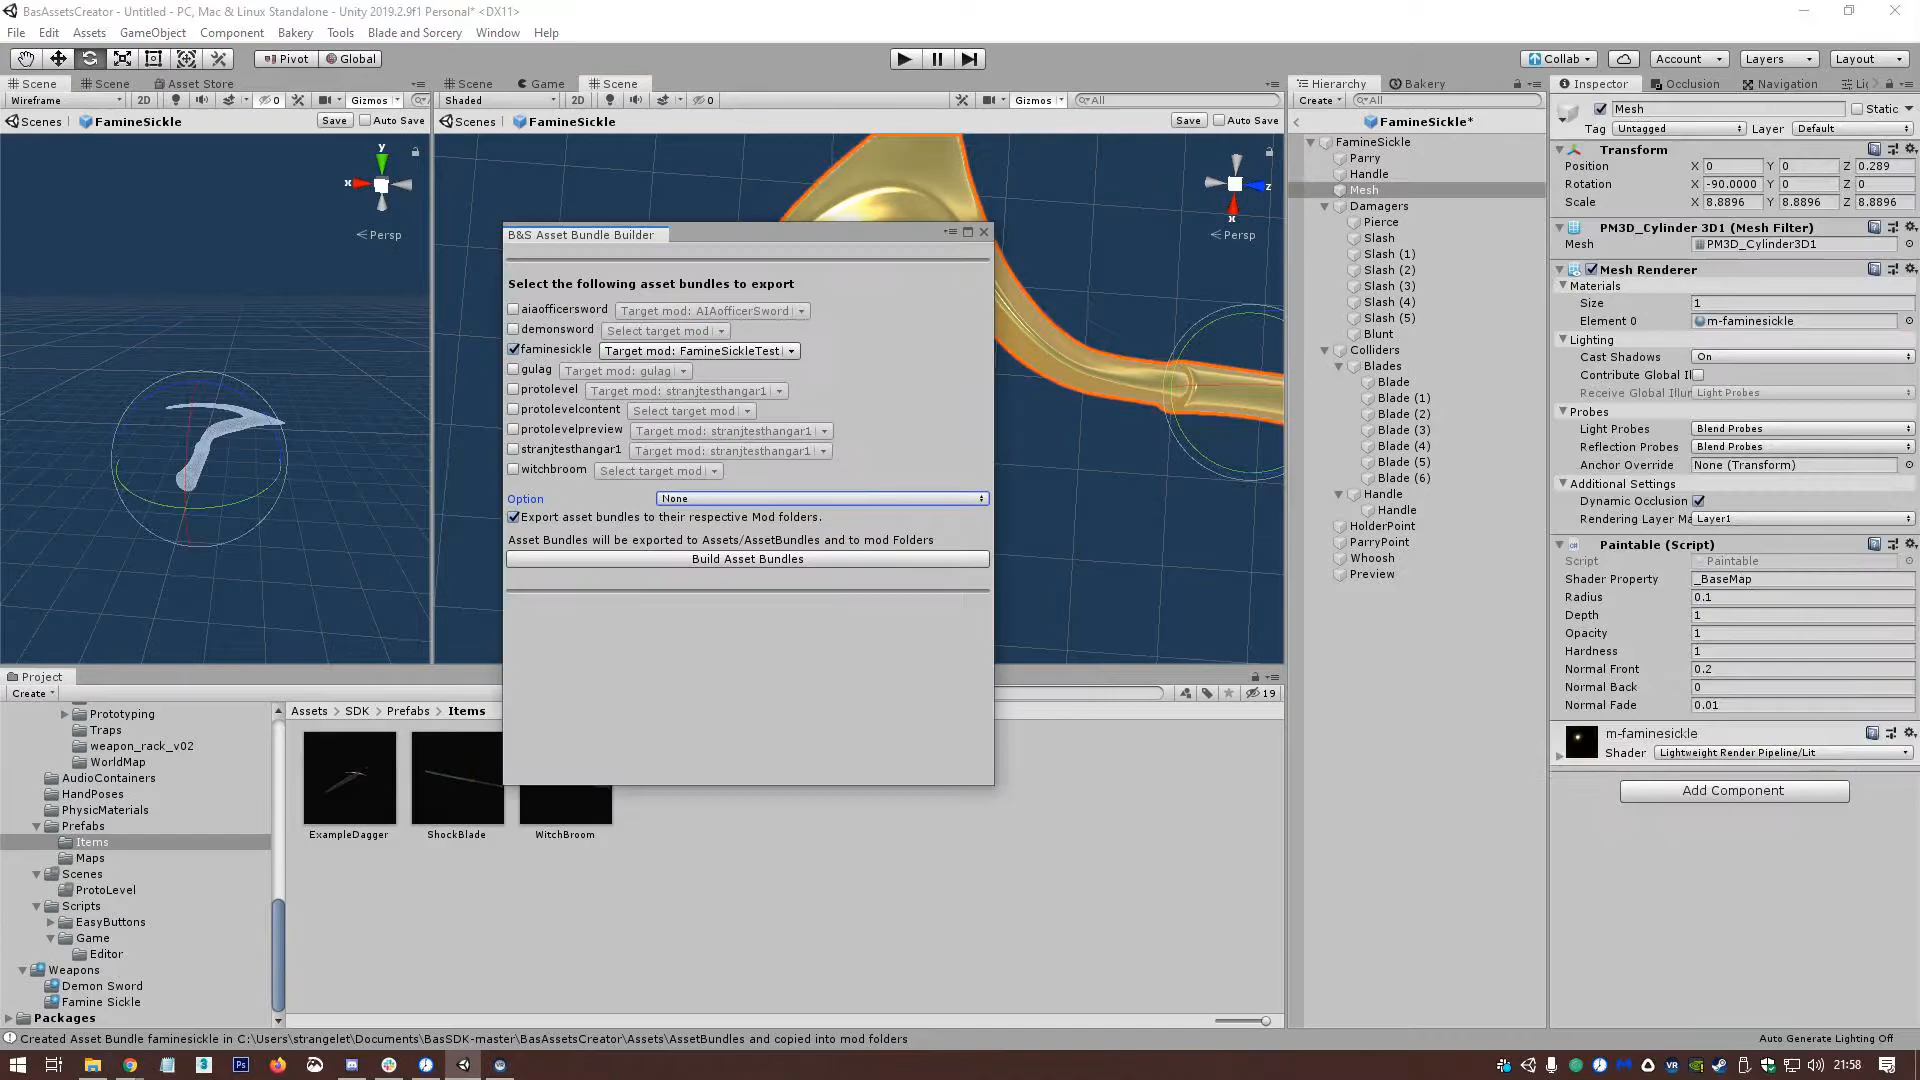 BasAssetsCreator - Untitled - PC, Mac & Linux Standalone - Unity 2019.2.9f1 Personal* <DX11>
File Edit Assets GameObject Component Bakery Tools Blade and Sorcery Window Help
Pivot Global Collab Account Layers Layout
Scene Scene Asset Store Scene Game Scene Hierarchy Bakery Inspector Occlusion Navigation
Wireframe 2D 0 Gizmos Shaded 2D 0 Gizmos All Create All Mesh Static
Scenes FamineSickle Save Auto Save Scenes FamineSickle Save Auto Save FamineSickle* Tag Untagged Layer Default
y
x
Persp
z
x
Persp
B&S Asset Bundle Builder
Select the following asset bundles to export
aiaofficersword Target mod: AIAofficerSword
demonsword Select target mod
faminesickle Target mod: FamineSickleTest
gulag Target mod: gulag
protolevel Target mod: stranjtesthangar1
protolevelcontent Select target mod
protolevelpreview Target mod: stranjtesthangar1
stranjtesthangar1 Target mod: stranjtesthangar1
witchbroom Select target mod
Option None
Export asset bundles to their respective Mod folders.
Asset Bundles will be exported to Assets/AssetBundles and to mod Folders
Build Asset Bundles
FamineSickle
Parry
Handle
Mesh
Damagers
Pierce
Slash
Slash (1)
Slash (2)
Slash (3)
Slash (4)
Slash (5)
Blunt
Colliders
Blades
Blade
Blade (1)
Blade (2)
Blade (3)
Blade (4)
Blade (5)
Blade (6)
Handle
Handle
HolderPoint
ParryPoint
Whoosh
Preview
Transform
Position X 0 Y 0 Z 0.289
Rotation X -90.0000 Y 0 Z 0
Scale X 8.8896 Y 8.8896 Z 8.8896
PM3D_Cylinder 3D1 (Mesh Filter)
Mesh PM3D_Cylinder3D1
Mesh Renderer
Materials
Size 1
Element 0 m-faminesickle
Lighting
Cast Shadows On
Contribute Global Il
Receive Global Illur Light Probes
Probes
Light Probes Blend Probes
Reflection Probes Blend Probes
Anchor Override None (Transform)
Additional Settings
Dynamic Occlusion
Rendering Layer Ma Layer1
Paintable (Script)
Script Paintable
Shader Property _BaseMap
Radius 0.1
Depth 1
Opacity 1
Hardness 1
Normal Front 0.2
Normal Back 0
Normal Fade 0.01
m-faminesickle
Shader Lightweight Render Pipeline/Lit
Add Component
Project
Create 19
Prototyping
Traps
weapon_rack_v02
WorldMap
AudioContainers
HandPoses
PhysicMaterials
Prefabs
Items
Maps
Scenes
ProtoLevel
Scripts
EasyButtons
Game
Editor
Weapons
Demon Sword
Famine Sickle
Packages
Assets > SDK > Prefabs > Items
ExampleDagger ShockBlade WitchBroom
Created Asset Bundle faminesickle in C:\Users\strangelet\Documents\BasSDK-master\BasAssetsCreator\Assets\AssetBundles and copied into mod folders
Auto Generate Lighting Off
21:58